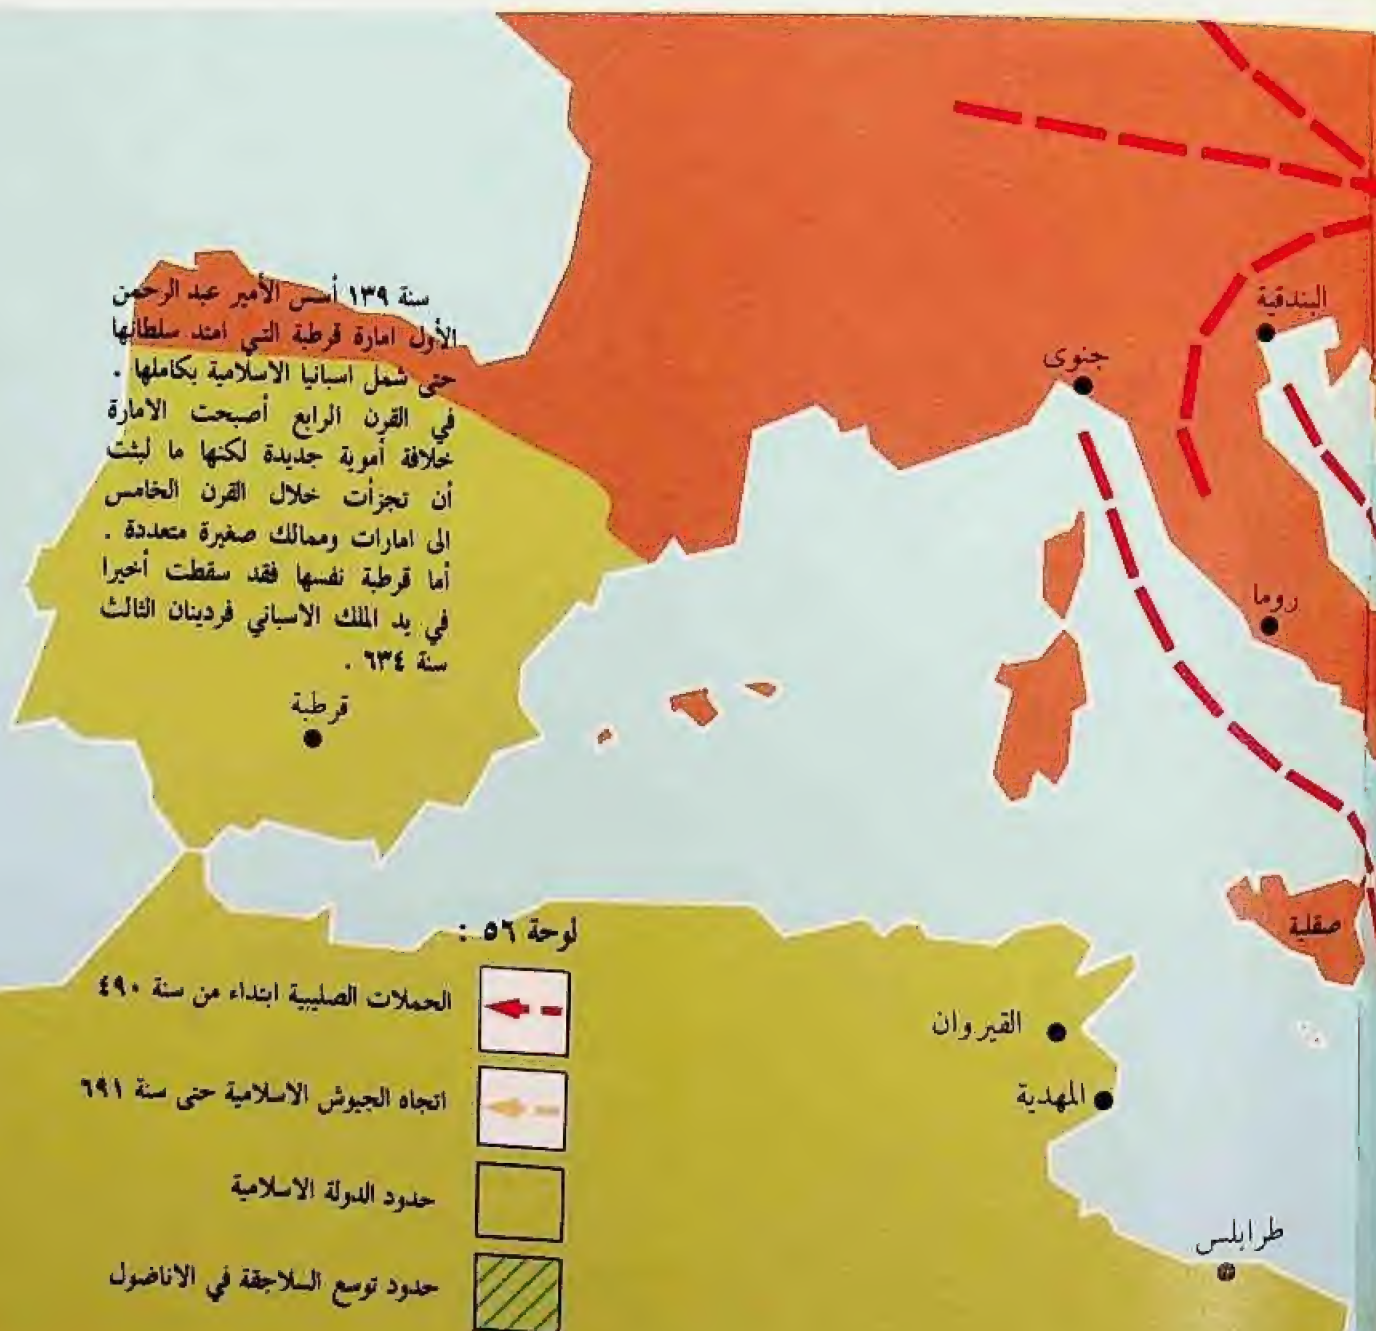 سنة ١٣٩ أسس الأمير عبد الرحمن
الأول امارة قرطبة التي امتد سلطانها
حتى شمل اسبانيا الاسلامية بكاملها .
في القرن الرابع أصبحت الامارة
خلافة أموية جديدة لكنها ما لبثت
أن تجزأت خلال القرن الخامس
الى امارات وممالك صغيرة متعددة .
أما قرطبة نفسها فقد سقطت أخيرا
في يد الملك الاسباني فردينان الثالث
سنة ٦٣٤ .
البندقية
جنوى
روما
قرطبة
صقلية
القيروان
المهدية
طرابلس
لوحة ٥٦ :
الحملات الصليبية ابتداء من سنة ٤٩٠
اتجاه الجيوش الاسلامية حتى سنة ٦٩١
حدود الدولة الاسلامية
حدود توسع السلاجقة في الاناضول